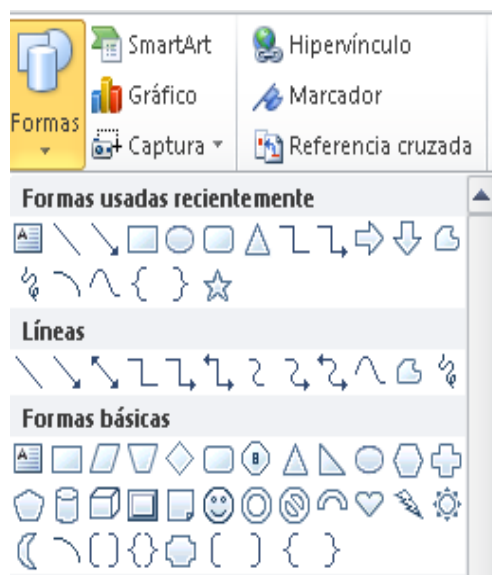 SmartArt
Hipervínculo
Gráfico
Marcador
Formas
Captura
Referencia cruzada
Formas usadas recientemente
Líneas
Formas básicas